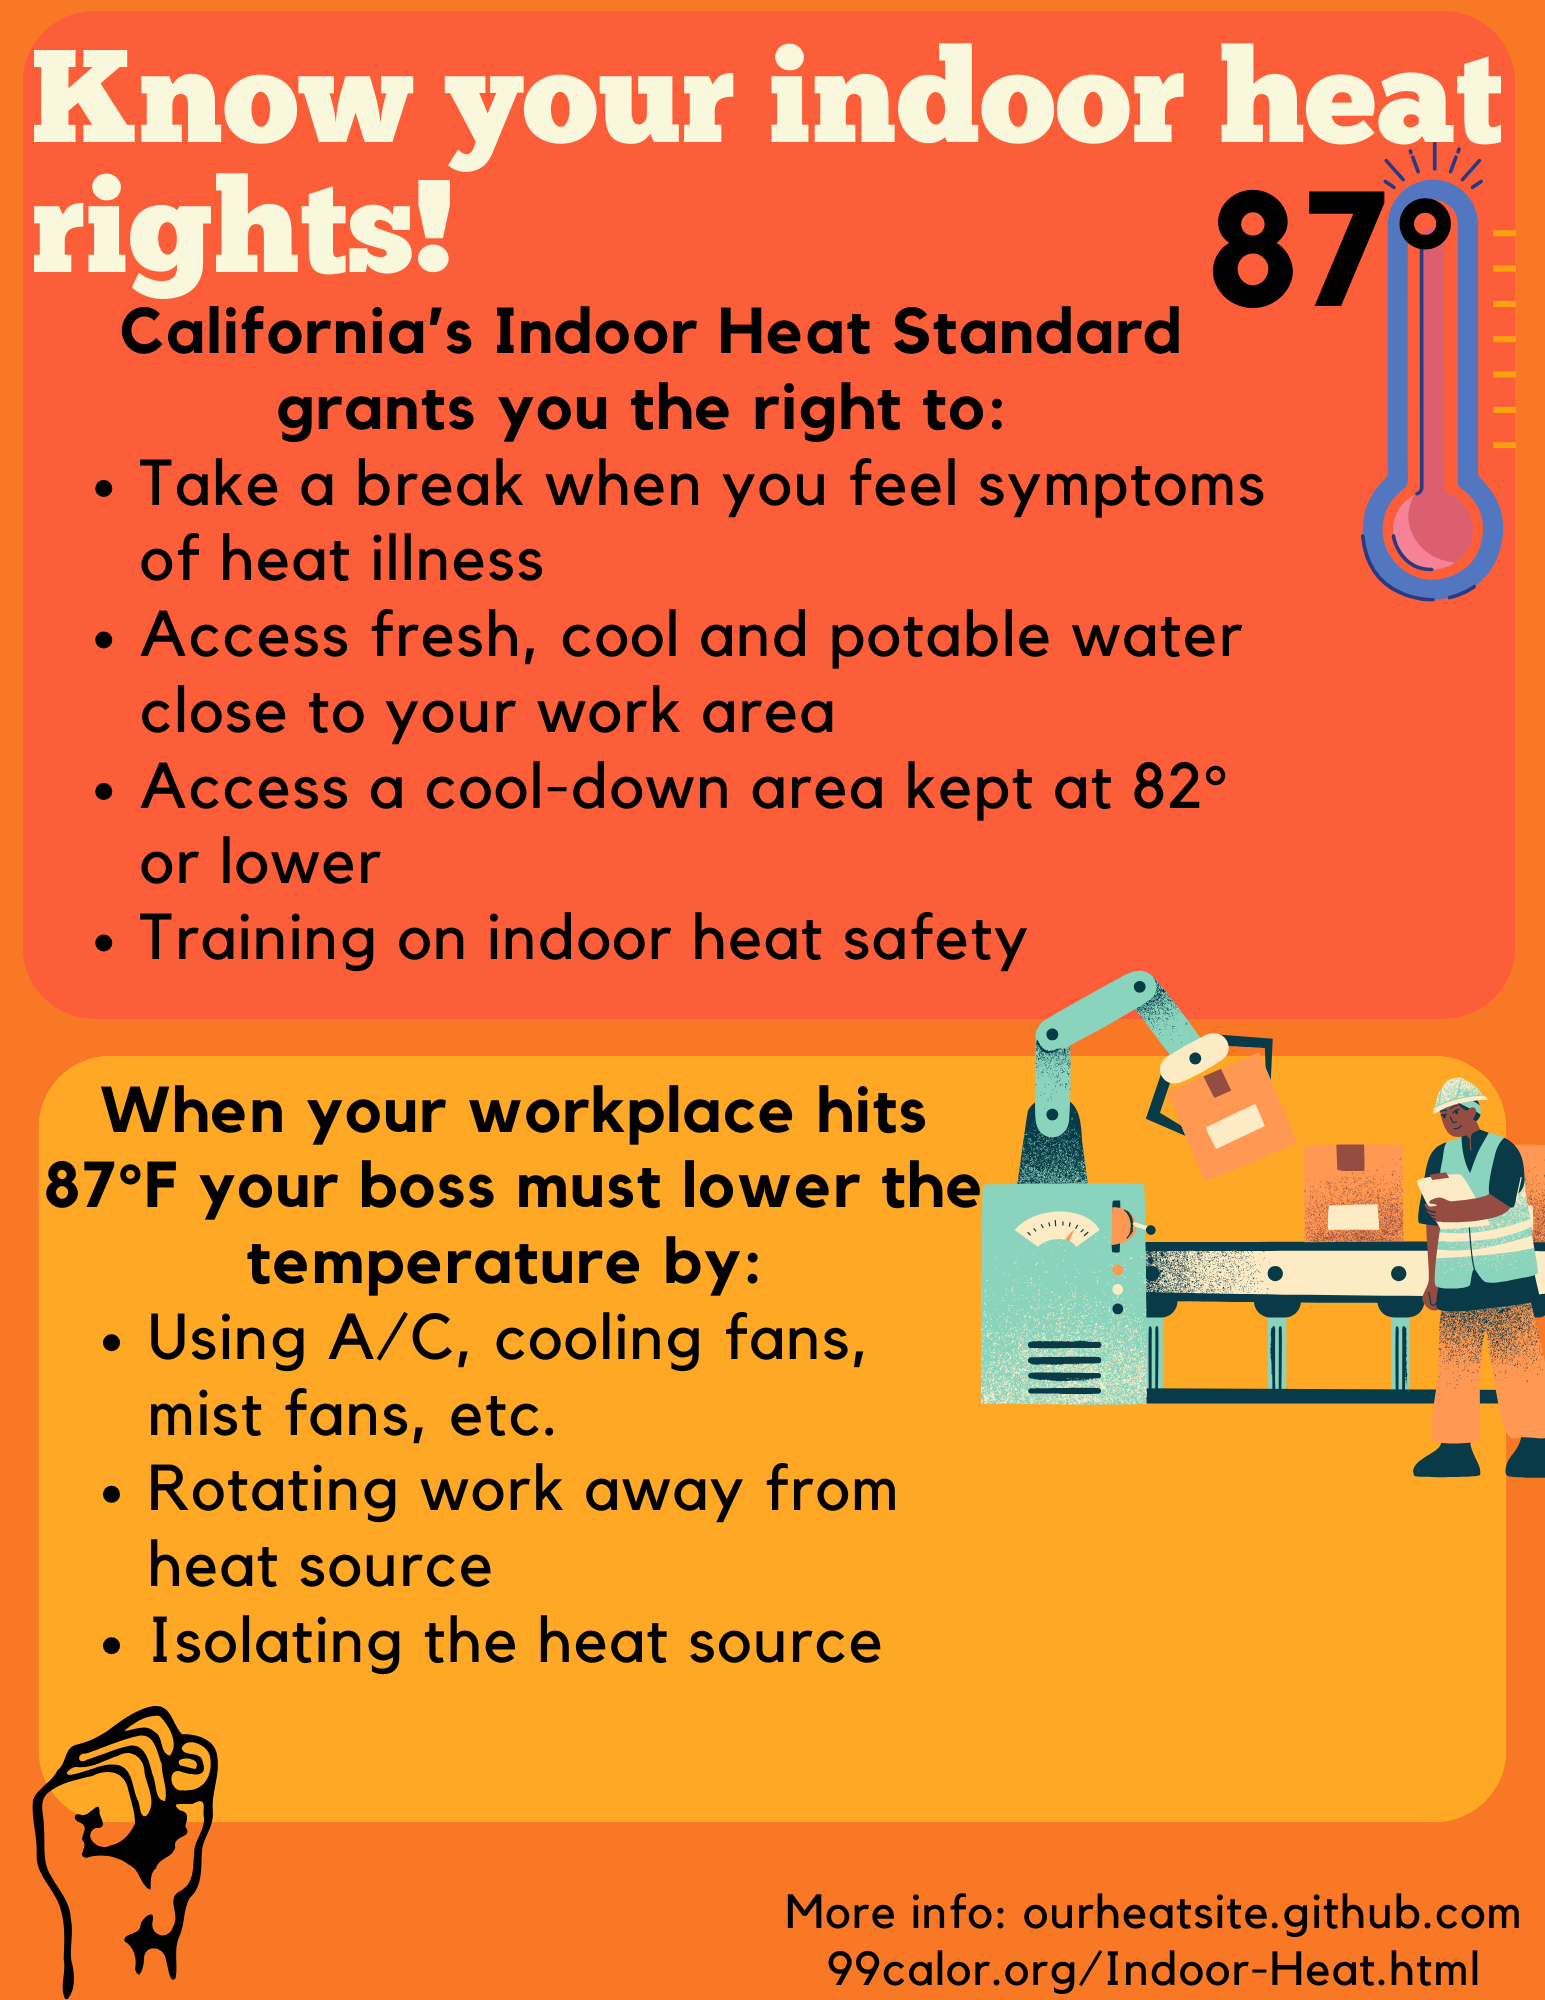 Know your indoor heat
rights!
87°
California's Indoor Heat Standard
grants you the right to:
• Take a break when you feel symptoms
of heat illness
• Access fresh, cool and potable water
close to your work area
• Access a cool-down area kept at 82°
or lower
• Training on indoor heat safety
When your workplace hits
87°F your boss must lower the
temperature by:
• Using A/C, cooling fans,
mist fans, etc.
• Rotating work away from
heat source
• Isolating the heat source
More info: ourheatsite.github.com
99calor.org/Indoor-Heat.html